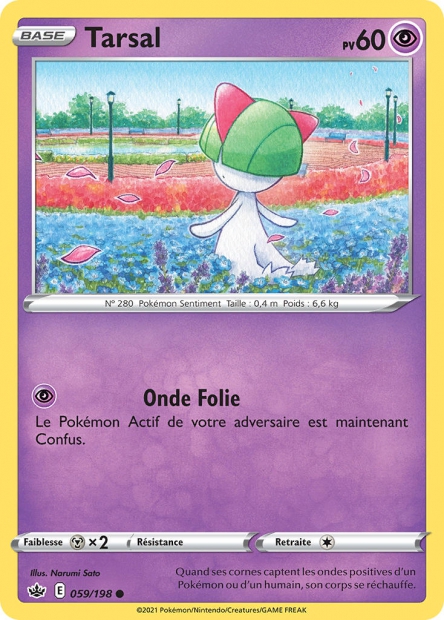 BASE Tarsal PV60
N° 280 Pokémon Sentiment Taille : 0,4 m Poids : 6,6 kg
Onde Folie
Le Pokémon Actif de votre adversaire est maintenant
Confus.
Faiblesse ×2 Résistance Retraite
Illus. Narumi Sato
E 059/198
Quand ses cornes captent les ondes positives d'un
Pokémon ou d'un humain, son corps se réchauffe.
©2021 Pokémon/Nintendo/Creatures/GAME FREAK